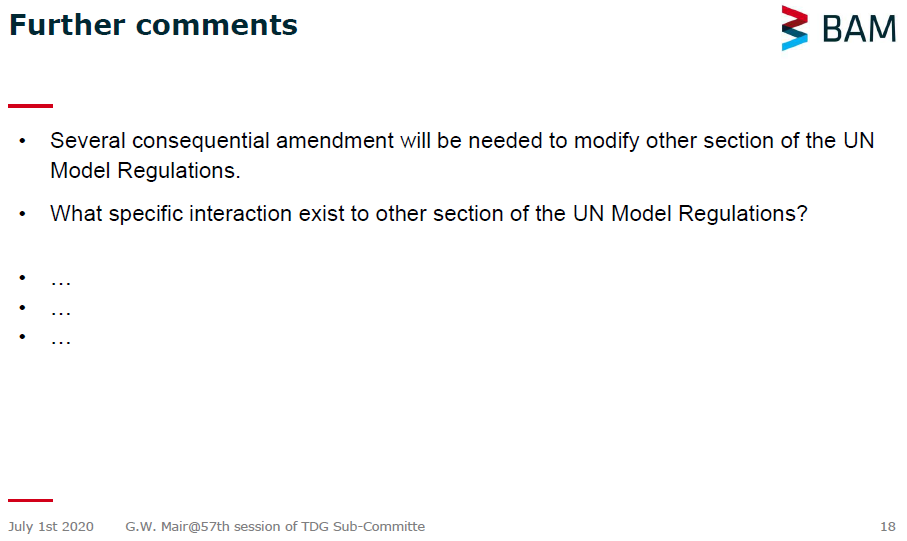 Further comments
BAM
• Several consequential amendment will be needed to modify other section of the UN
Model Regulations.
• What specific interaction exist to other section of the UN Model Regulations?
• …
• …
• …
July 1st 2020 G.W. Mair@57th session of TDG Sub-Committe 18